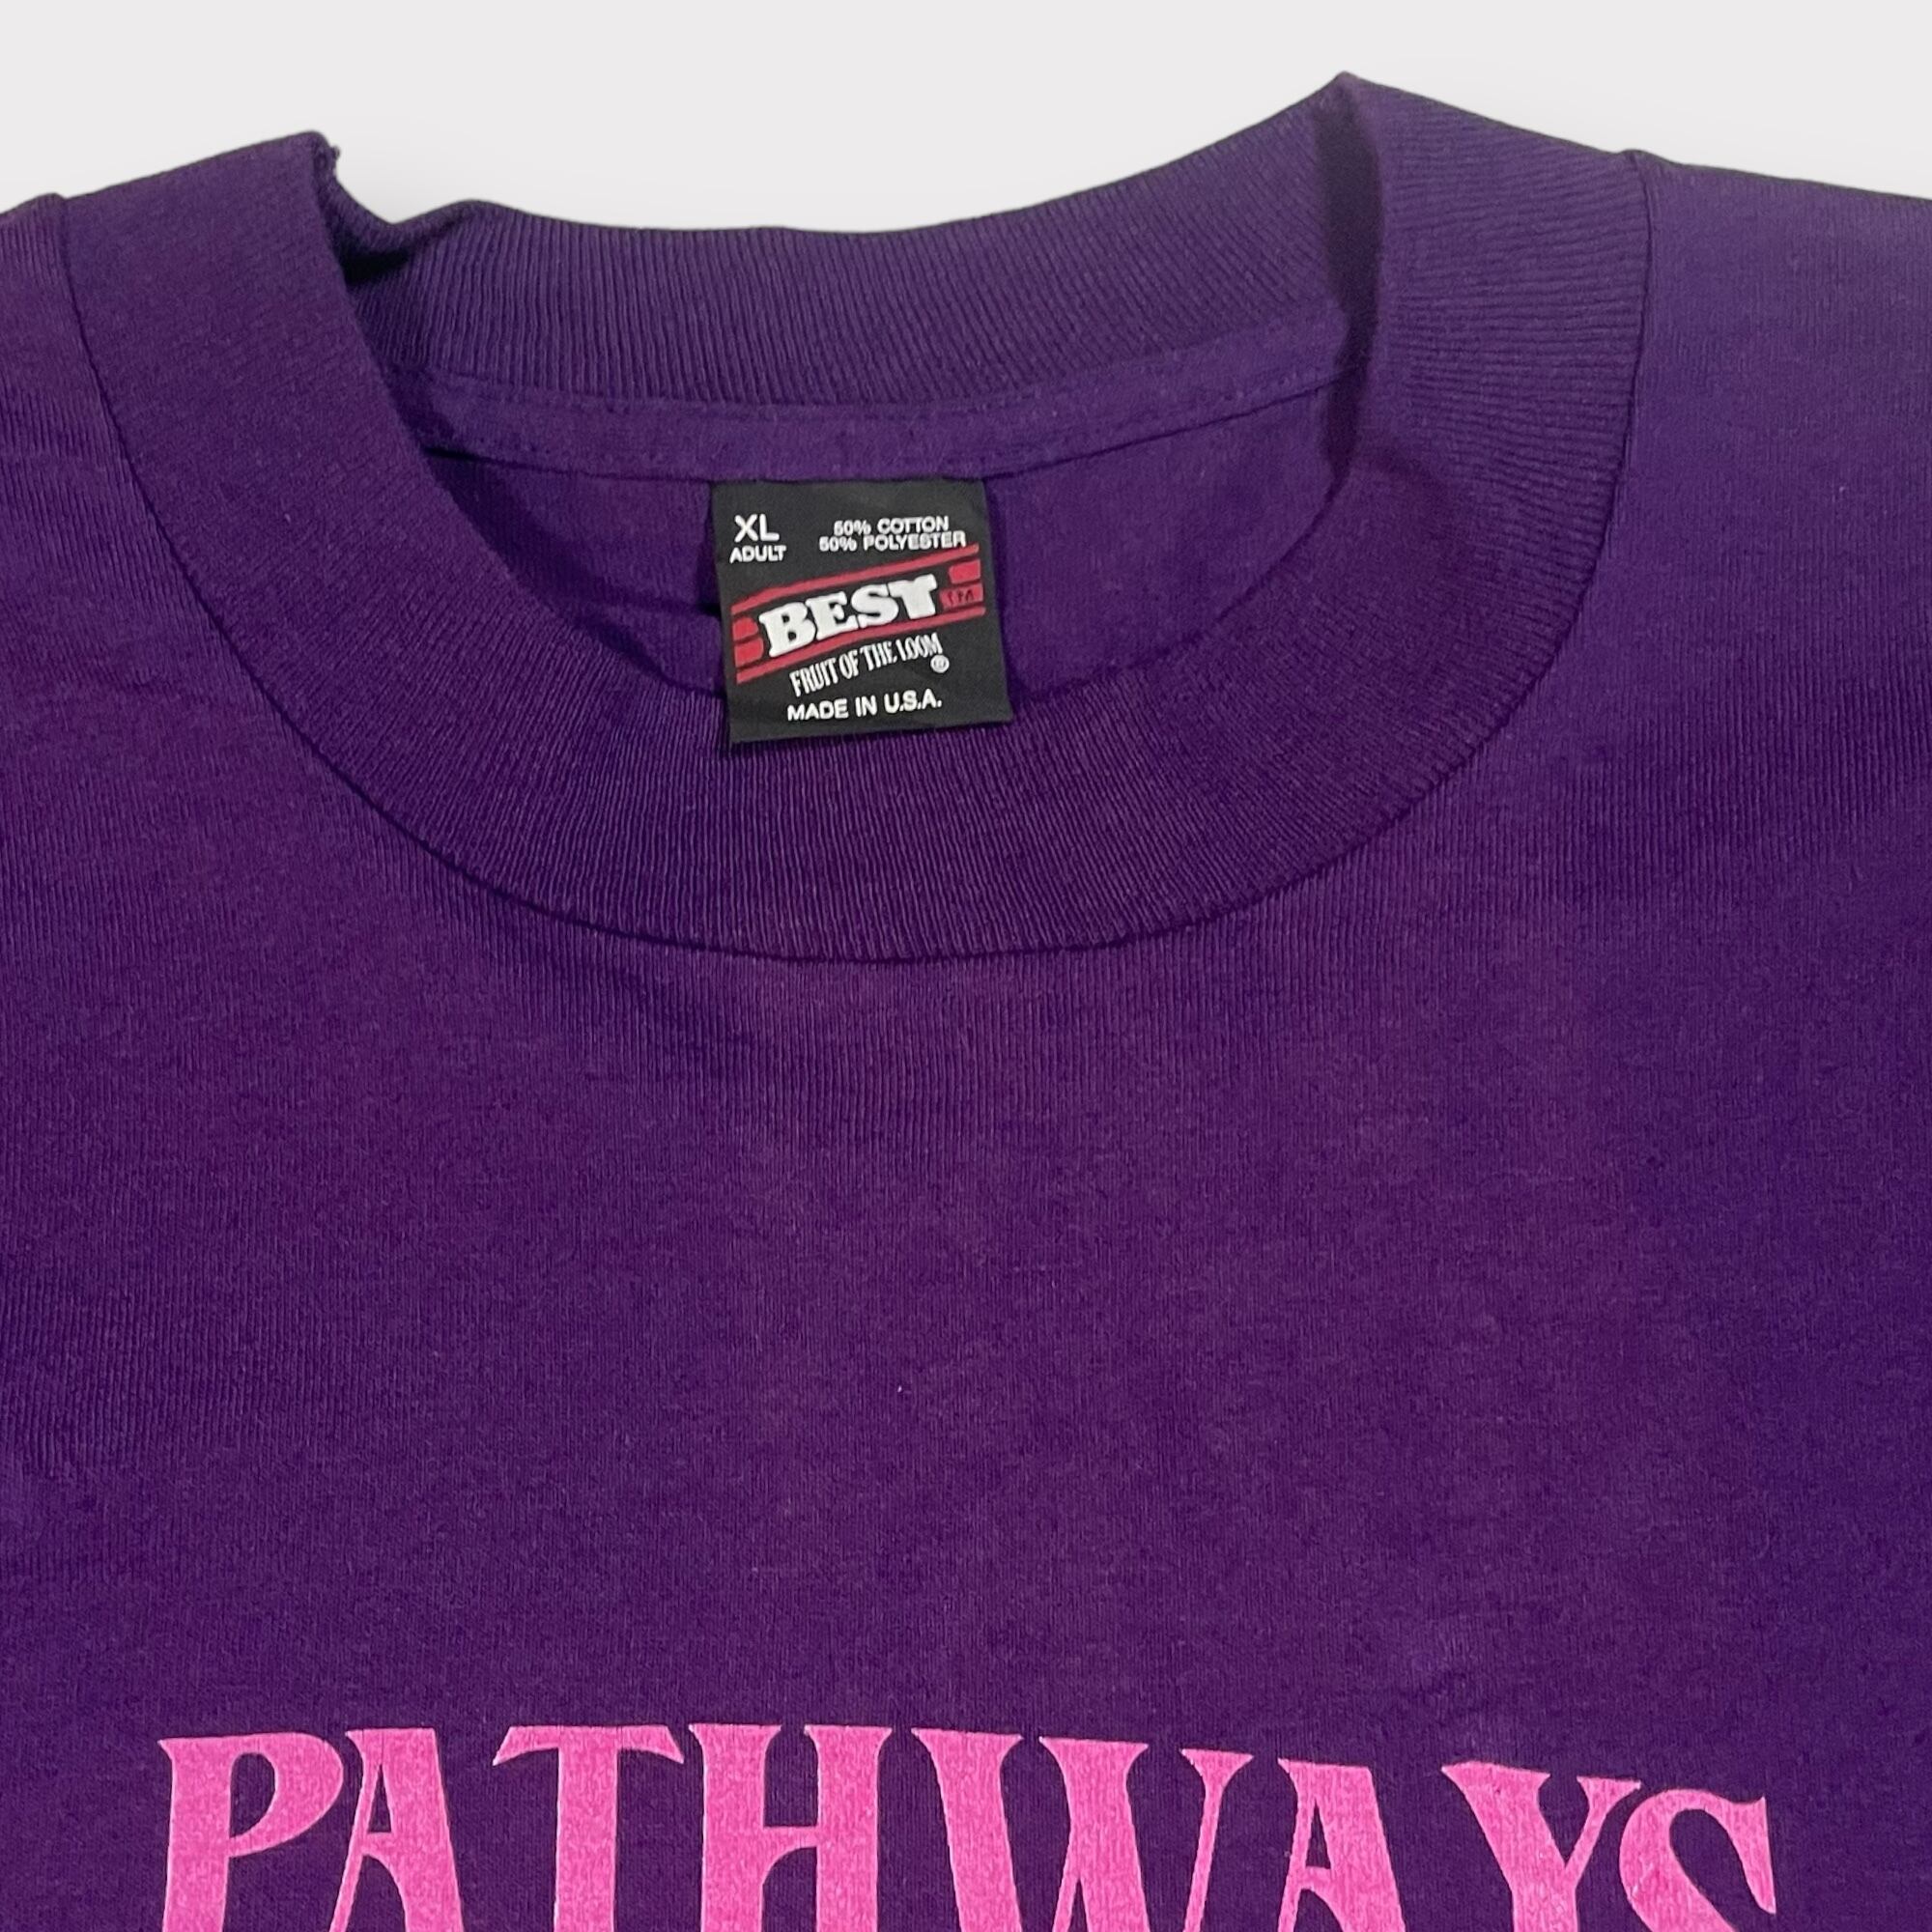 XL
ADULT
50% COTTON
50% POLYESTER
BEST
FRUIT OF THE LOOM
®
MADE IN U.S.A.
PATHWAYS